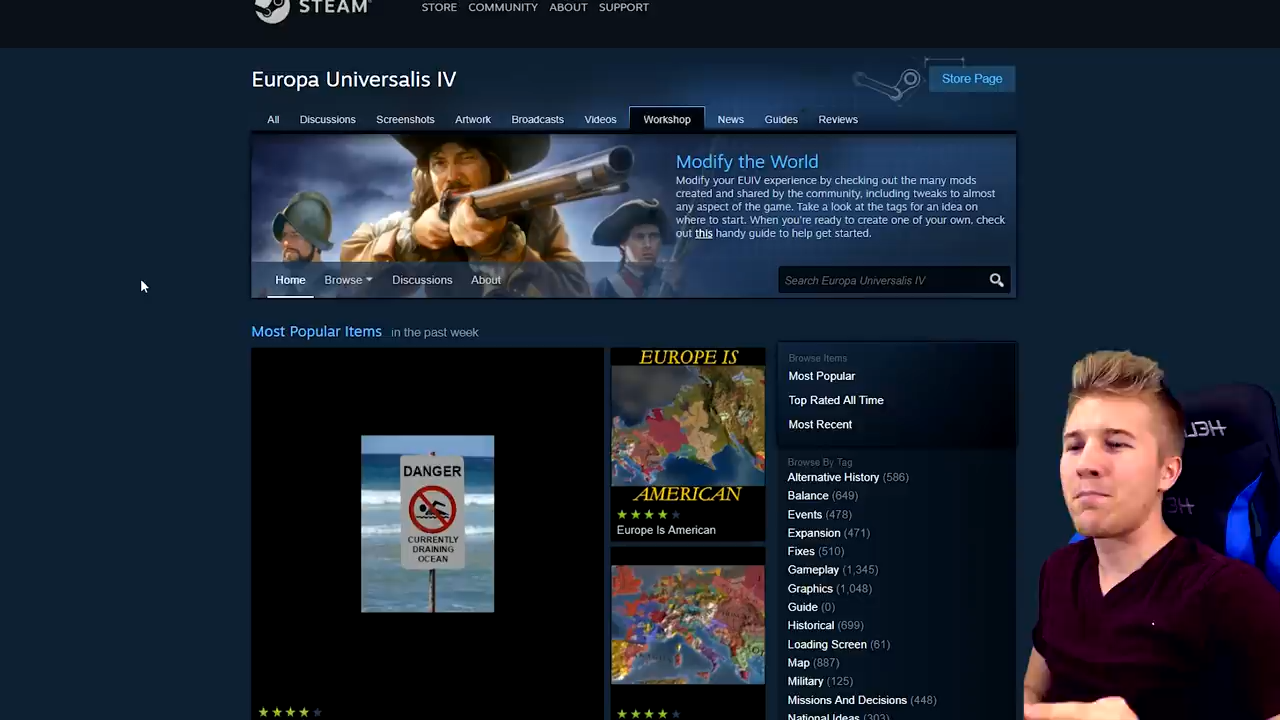 STEAM
STORE COMMUNITY ABOUT SUPPORT
Europa Universalis IV
Store Page
All Discussions Screenshots Artwork Broadcasts Videos Workshop News Guides Reviews
Modify the World
Modify your EUIV experience by checking out the many mods
created and shared by the community, including tweaks to almost
any aspect of the game. Take a look at the tags for an idea on
where to start. When you're ready to create one of your own, check
out this handy guide to help get started.
Home Browse Discussions About
Search Europa Universalis IV
Most Popular Items in the past week
DANGER
CURRENTLY
DRAINING
OCEAN
EUROPE IS
AMERICAN
Europe Is American
Browse Items
Most Popular
Top Rated All Time
Most Recent
Browse By Tag
Alternative History (586)
Balance (649)
Events (478)
Expansion (471)
Fixes (510)
Gameplay (1,345)
Graphics (1,048)
Guide (0)
Historical (699)
Loading Screen (61)
Map (887)
Military (125)
Missions And Decisions (448)
National Ideas (303)